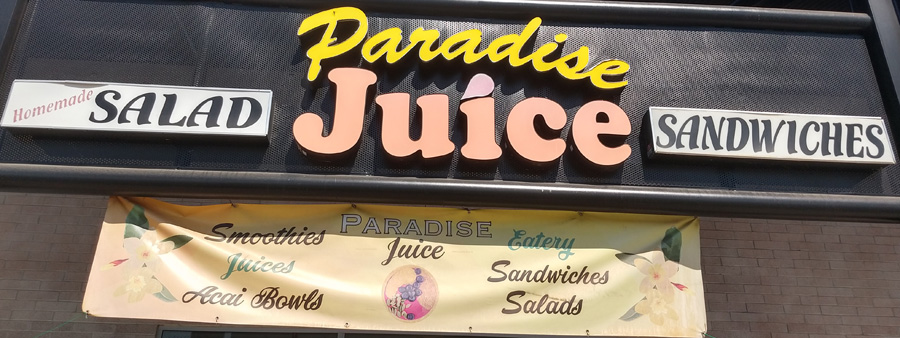 Paradise
Juice
Homemade SALAD
SANDWICHES
PARADISE
Juice
Smoothies
Juices
Acai Bowls
Eatery
Sandwiches
Salads